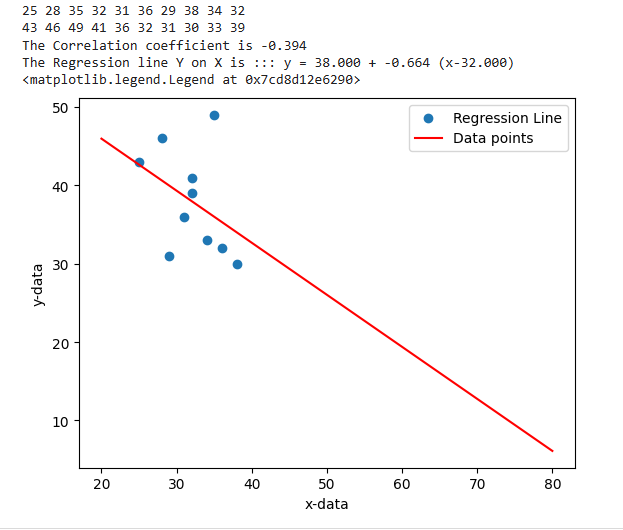 25 28 35 32 31 36 29 38 34 32
43 46 49 41 36 32 31 30 33 39
The Correlation coefficient is -0.394
The Regression line Y on X is ::: y = 38.000 + -0.664 (x-32.000)
<matplotlib.legend.Legend at 0x7cd8d12e6290>
50
Regression Line
Data points
40
30
20
10
y-data
20 30 40 50 60 70 80
x-data